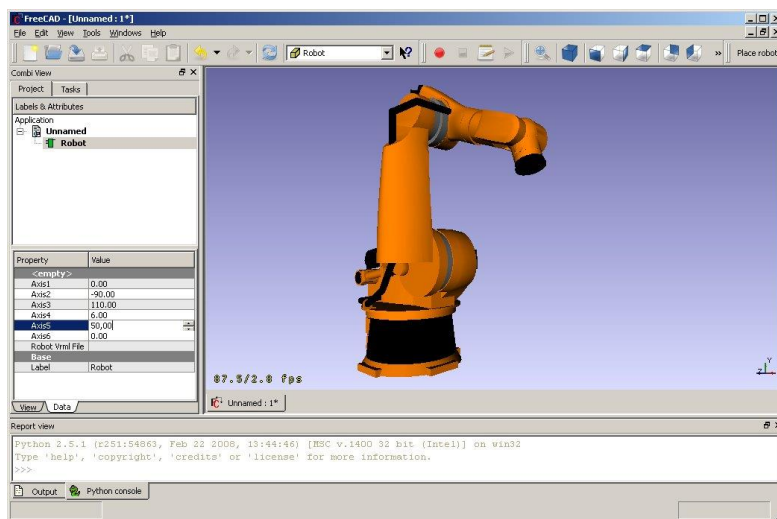 FreeCAD - [Unnamed : 1*]
File Edit View Tools Windows Help
Robot
Place robot
Combi View
Project Tasks
Labels & Attributes
Application
Unnamed
Robot
Property Value
<empty>
Axis1 0.00
Axis2 -90.00
Axis3 110.00
Axis4 6.00
Axis5 50,00
Axis6 0.00
Robot Vrml File
Base
Label Robot
View Data
87.5/2.8 fps
Y
Z
Unnamed : 1*
Report view
Python 2.5.1 (r251:54863, Feb 22 2008, 13:44:46) [MSC v.1400 32 bit (Intel)] on win32
Type 'help', 'copyright', 'credits' or 'license' for more information.
>>>
Output Python console